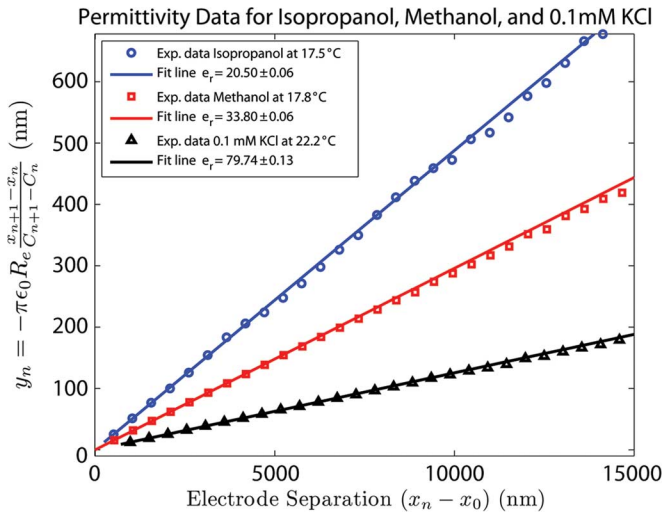 Permittivity Data for Isopropanol, Methanol, and 0.1mM KCl
Exp. data Isopropanol at 17.5°C
Fit line e_r = 20.50 ± 0.06
Exp. data Methanol at 17.8°C
Fit line e_r = 33.80 ± 0.06
Exp. data 0.1 mM KCl at 22.2°C
Fit line e_r = 79.74 ± 0.13
y_n = −πϵ_0 R_e \frac{x_{n+1}−x_n}{C_{n+1}−C_n} (nm)
600
500
400
300
200
100
0
0 5000 10000 15000
Electrode Separation (x_n − x_0) (nm)